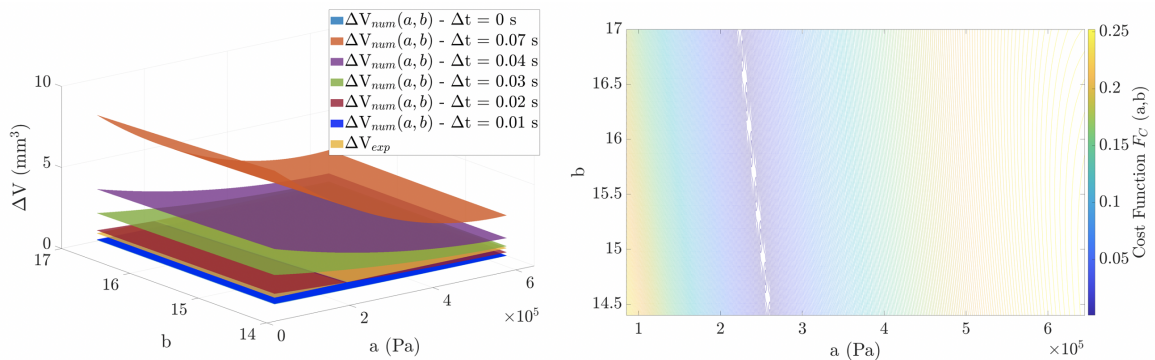 ΔV_num(a, b) - Δt = 0 s
ΔV_num(a, b) - Δt = 0.07 s
ΔV_num(a, b) - Δt = 0.04 s
ΔV_num(a, b) - Δt = 0.03 s
ΔV_num(a, b) - Δt = 0.02 s
ΔV_num(a, b) - Δt = 0.01 s
ΔV_exp
10
5
0
ΔV (mm³)
17
16
15
14
b
0
2
4
6
×10⁵
a (Pa)
17
16.5
16
15.5
15
14.5
b
1
2
3
4
5
6
×10⁵
a (Pa)
0.25
0.2
0.15
0.1
0.05
Cost Function F_C (a,b)